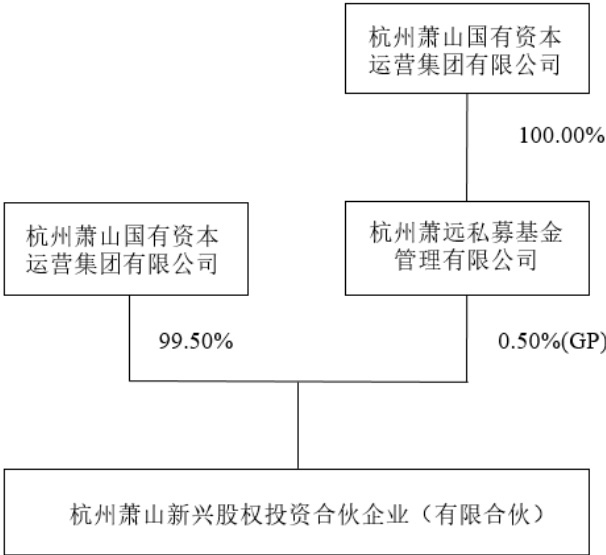 杭州萧山国有资本
运营集团有限公司
100.00%
杭州萧山国有资本
运营集团有限公司
杭州萧远私募基金
管理有限公司
99.50%
0.50%(GP)
杭州萧山新兴股权投资合伙企业（有限合伙）